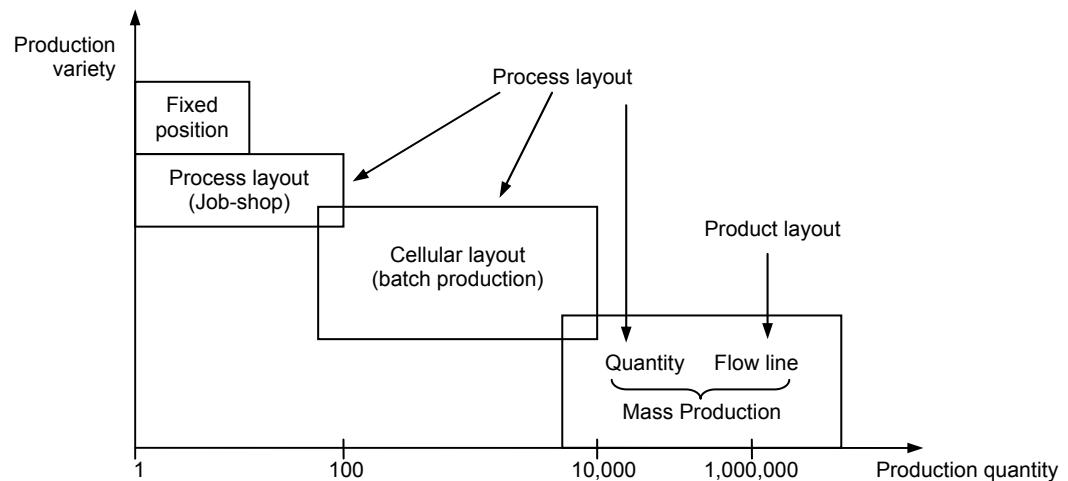 Production
variety
Process layout
Fixed
position
Process layout
(Job-shop)
Product layout
Cellular layout
(batch production)
Quantity
Flow line
Mass Production
1
100
10,000
1,000,000
Production quantity